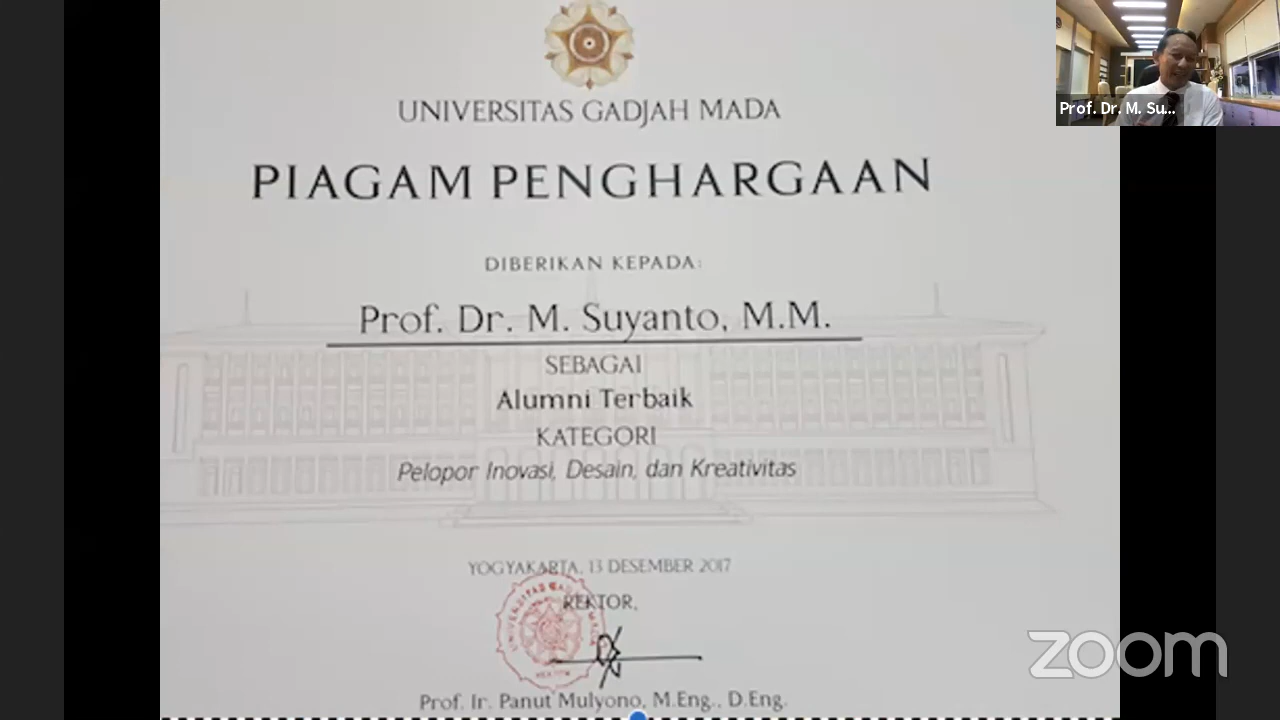 UNIVERSITAS GADJAH MADA
PIAGAM PENGHARGAAN
DIBERIKAN KEPADA:
Prof. Dr. M. Suyanto, M.M.
SEBAGAI
Alumni Terbaik
KATEGORI
Pelopor Inovasi, Desain, dan Kreativitas
YOGYAKARTA, 13 DESEMBER 2017
REKTOR,
Prof. Ir. Panut Mulyono, M.Eng., D.Eng.
Prof. Dr. M. Su...
zoom